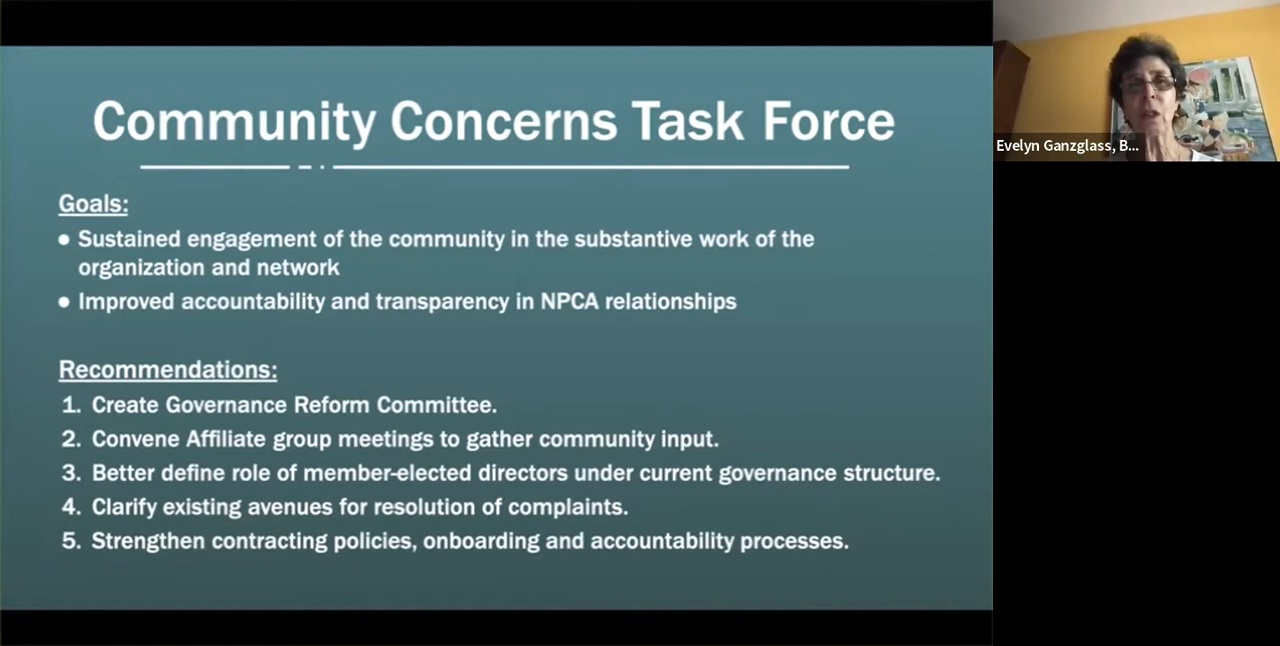 Community Concerns Task Force
Evelyn Ganzglass, B...
Goals:
● Sustained engagement of the community in the substantive work of the
organization and network
● Improved accountability and transparency in NPCA relationships
Recommendations:
1. Create Governance Reform Committee.
2. Convene Affiliate group meetings to gather community input.
3. Better define role of member-elected directors under current governance structure.
4. Clarify existing avenues for resolution of complaints.
5. Strengthen contracting policies, onboarding and accountability processes.